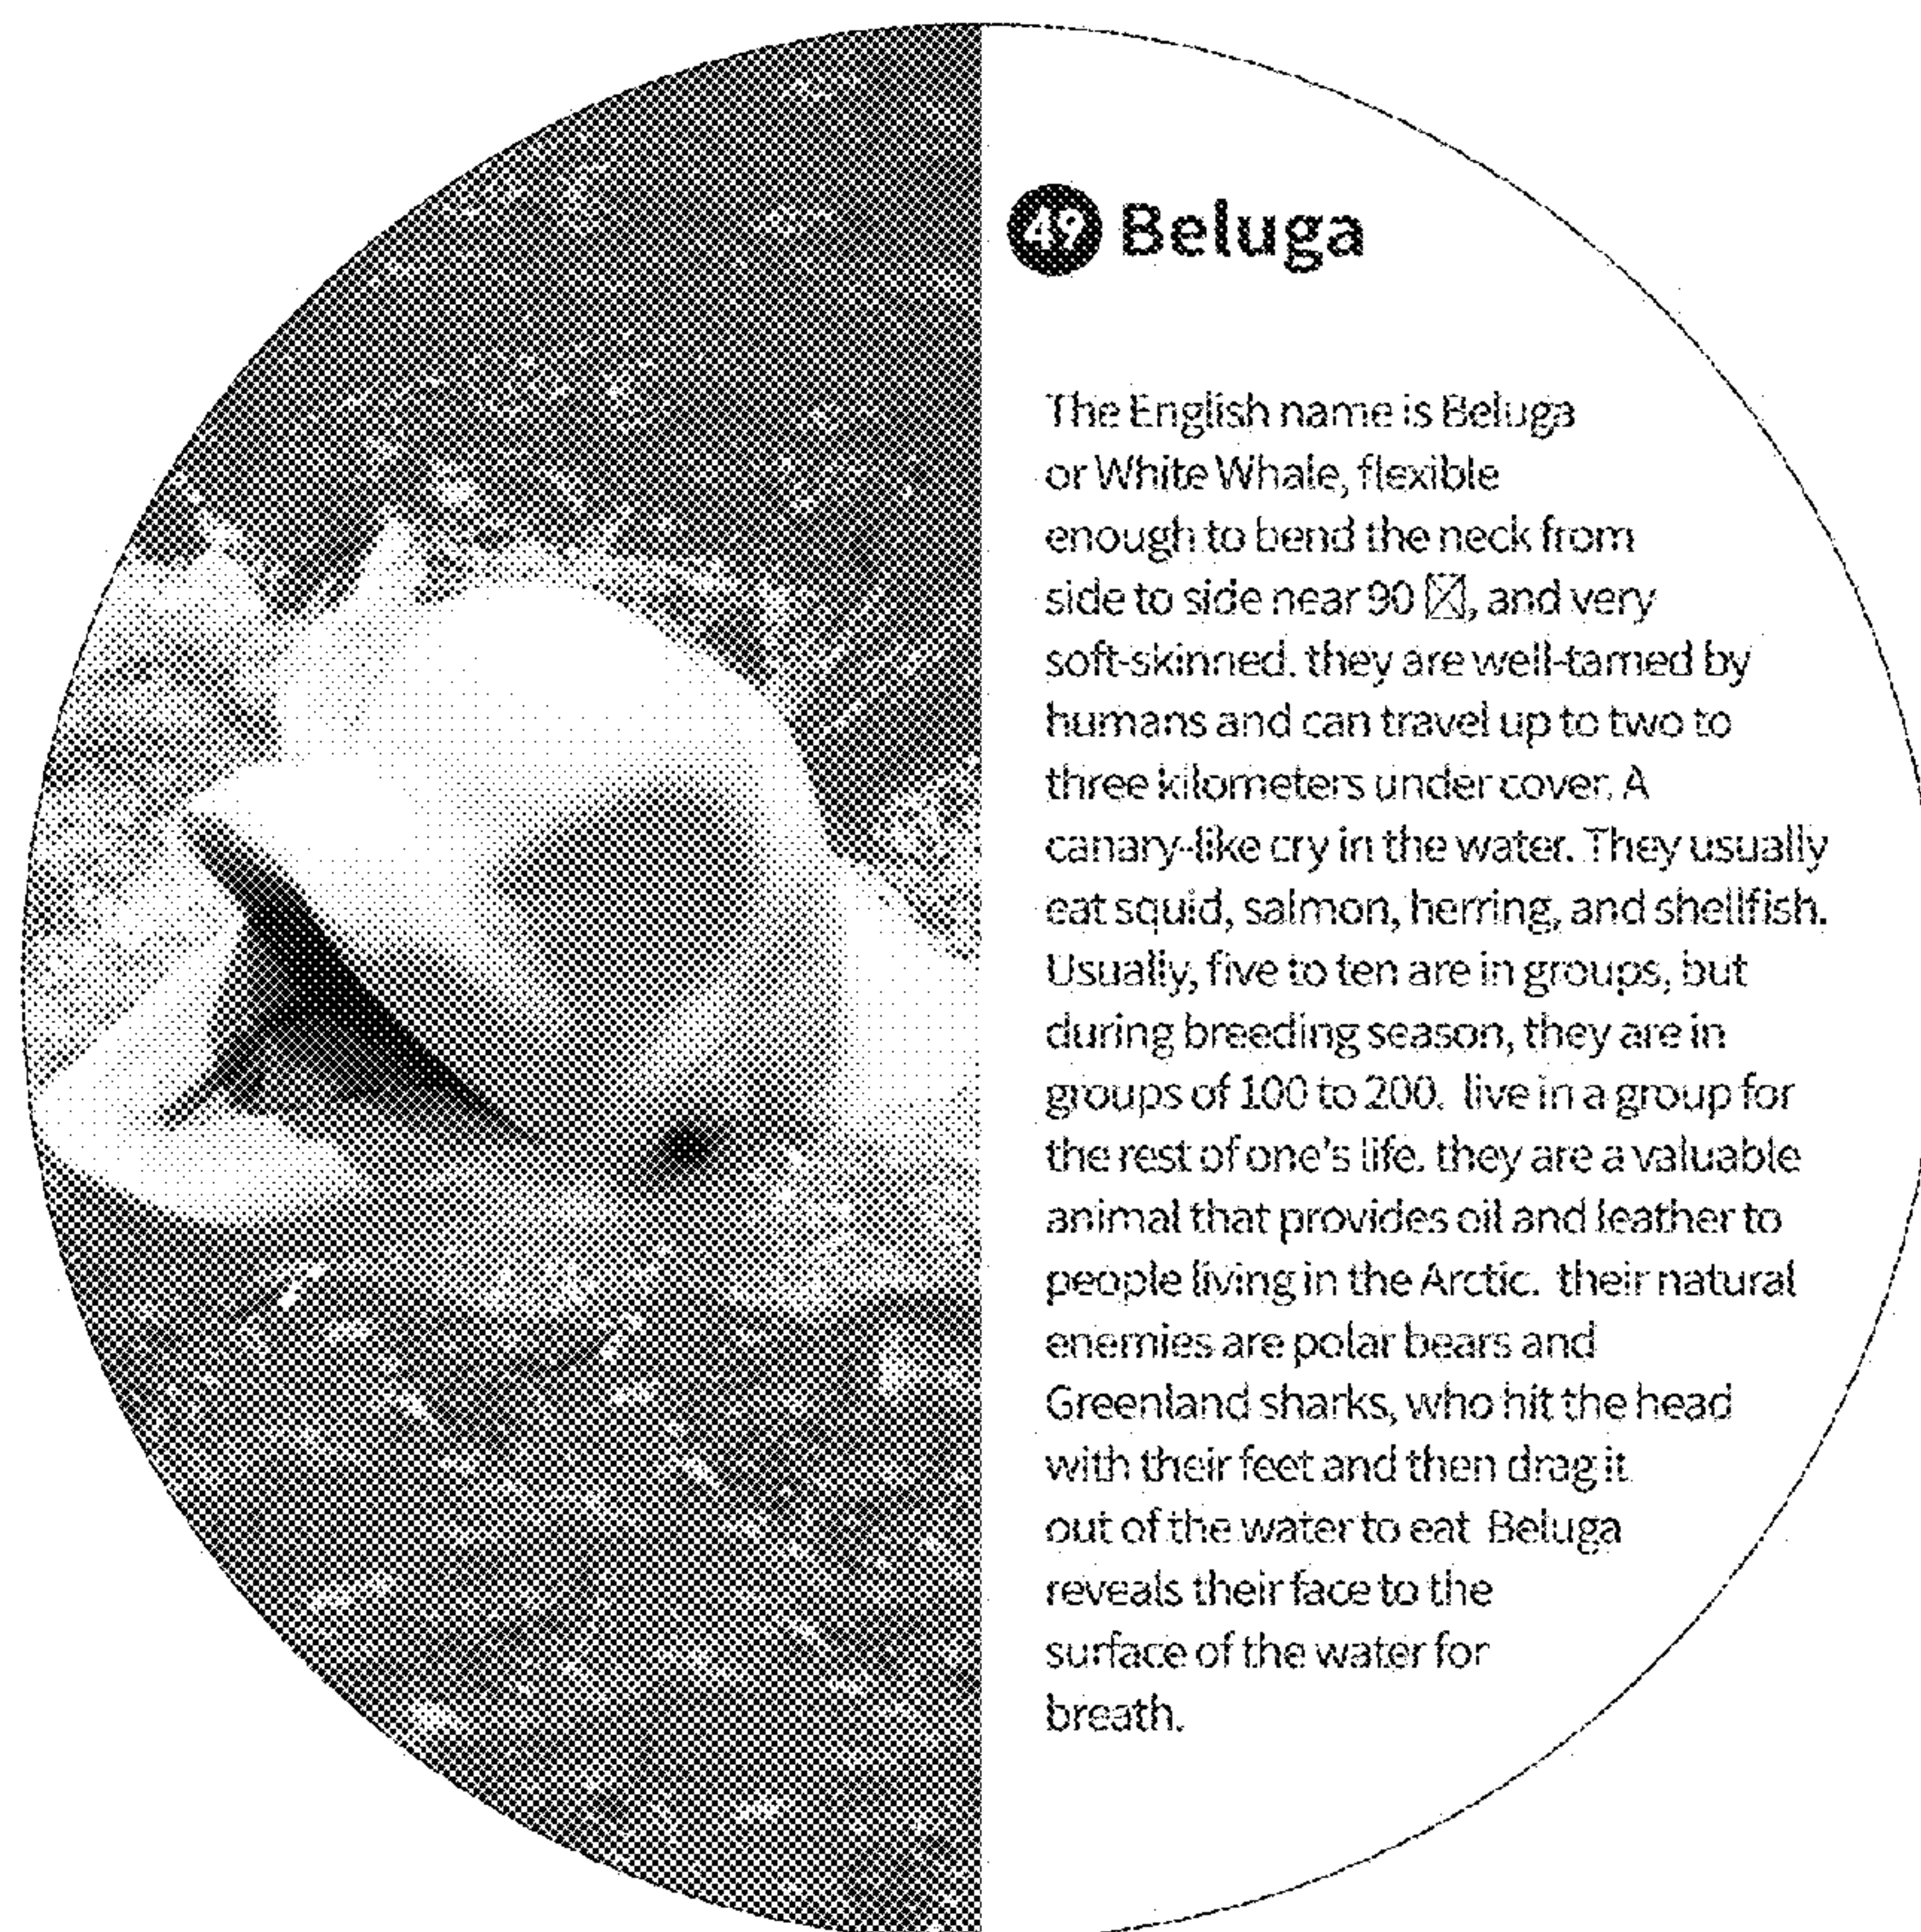 49 Beluga
The English name is Beluga
or White Whale, flexible
enough to bend the neck from
side to side near 90 , and very
soft-skinned. they are well-tamed by
humans and can travel up to two to
three kilometers under cover. A
canary-like cry in the water. They usually
eat squid, salmon, herring, and shellfish.
Usually, five to ten are in groups, but
during breeding season, they are in
groups of 100 to 200. live in a group for
the rest of one's life. they are a valuable
animal that provides oil and leather to
people living in the Arctic. their natural
enemies are polar bears and
Greenland sharks, who hit the head
with their feet and then drag it
out of the water to eat Beluga
reveals their face to the
surface of the water for
breath.